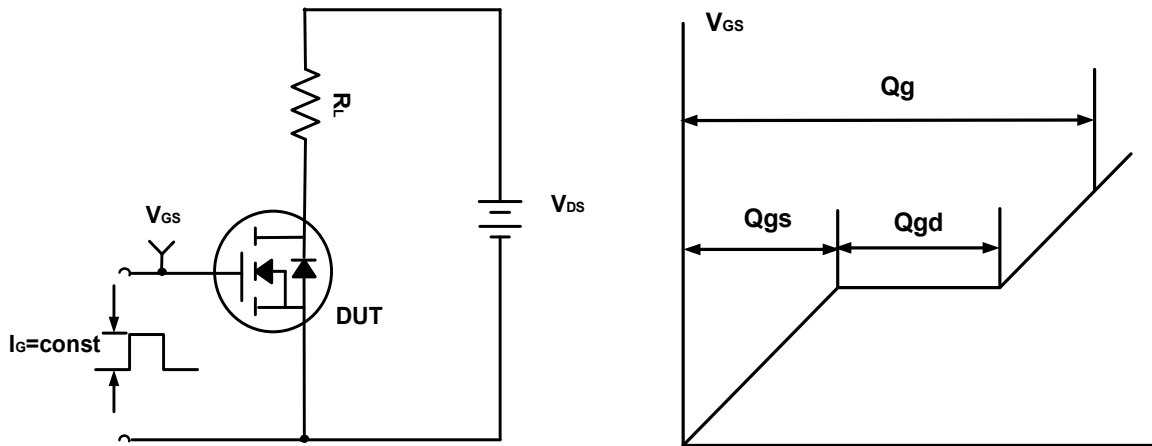 RL
VGS
VDS
DUT
IG=const
VGS
Qg
Qgs
Qgd